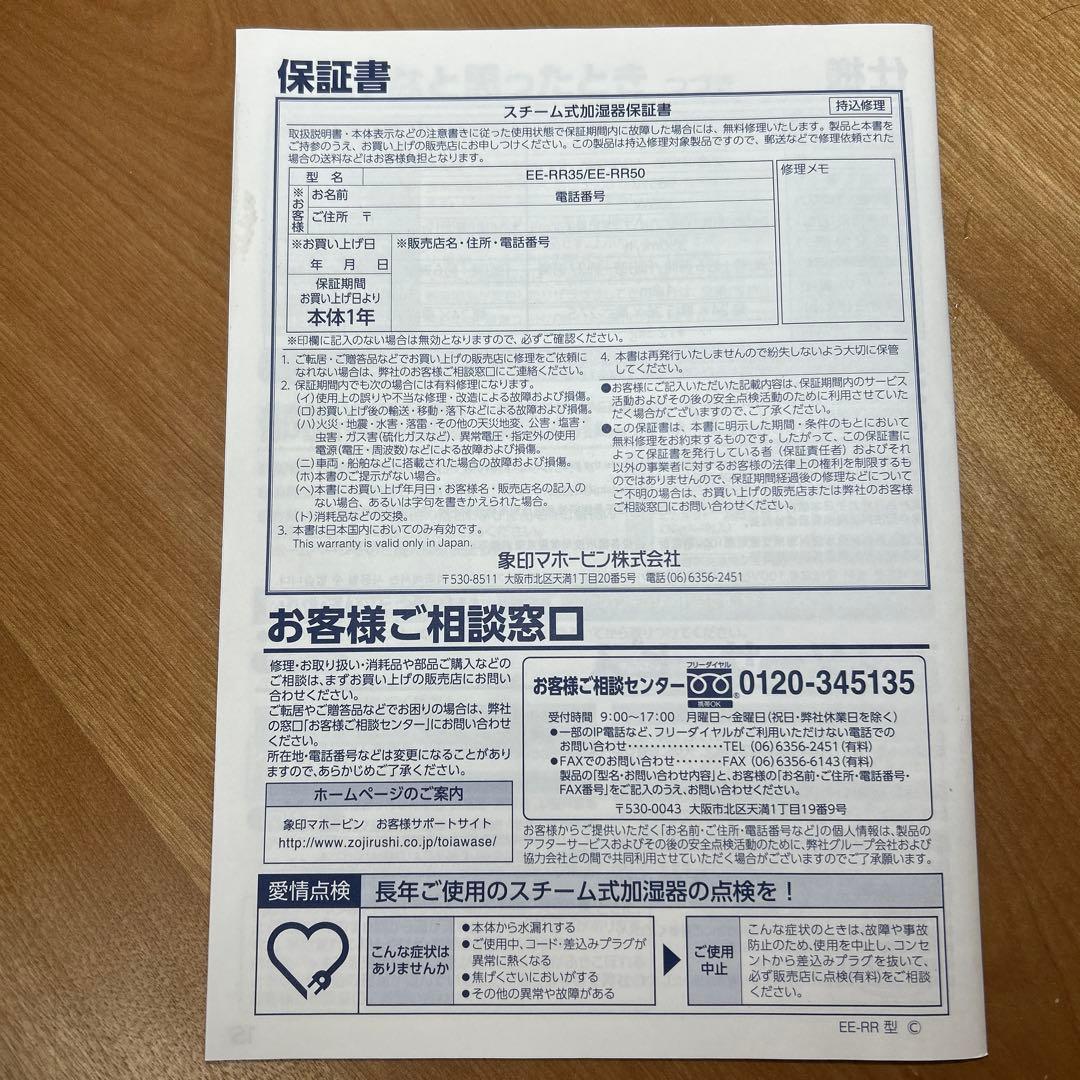 保証書
スチーム式加湿器保証書
持込修理
取扱説明書・本体表示などの注意書きに従った使用状態で保証期間内に故障した場合には、無料修理いたします。製品と本書を
ご持参のうえ、お買い上げの販売店にお申しつけください。この製品は持込修理対象製品ですので、郵送などで修理依頼された
場合の送料などはお客様負担となります。
型 名 EE-RR35/EE-RR50
修理メモ
※お客様
お名前 電話番号
ご住所 〒
※お買い上げ日
年 月 日
※販売店名・住所・電話番号
保証期間
お買い上げ日より
本体1年
※印欄に記入のない場合は無効となりますので、必ずご確認ください。
1. ご転居・ご贈答品などでお買い上げの販売店に修理をご依頼に
なれない場合は、弊社のお客様ご相談窓口にご連絡ください。
2. 保証期間内でも次の場合には有料修理になります。
(イ)使用上の誤りや不当な修理・改造による故障および損傷。
(ロ)お買い上げ後の輸送・移動・落下などによる故障および損傷。
(ハ)火災・地震・水害・落雷・その他の天災地変、公害・塩害・
虫害・ガス害(硫化ガスなど)、異常電圧・指定外の使用
電源(電圧・周波数)などによる故障および損傷。
(ニ)車両・船舶などに搭載された場合の故障および損傷。
(ホ)本書のご提示がない場合。
(ヘ)本書にお買い上げ年月日・お客様名・販売店名の記入の
ない場合、あるいは字句を書きかえられた場合。
(ト)消耗品などの交換。
3. 本書は日本国内においてのみ有効です。
This warranty is valid only in Japan.
4. 本書は再発行いたしませんので紛失しないよう大切に保管
してください。
●お客様にご記入いただいた記載内容は、保証期間内のサービス
活動およびその後の安全点検活動のために利用させていた
だく場合がございますので、ご了承ください。
●この保証書は、本書に明示した期間・条件のもとにおいて
無料修理をお約束するものです。したがって、この保証書に
よって保証書を発行している者(保証責任者)およびそれ
以外の事業者に対するお客様の法律上の権利を制限するも
のではありませんので、保証期間経過後の修理などについて
ご不明の場合は、お買い上げの販売店または弊社のお客様
ご相談窓口にお問い合わせください。
象印マホービン株式会社
〒530-8511 大阪市北区天満1丁目20番5号 電話(06)6356-2451
お客様ご相談窓口
修理・お取り扱い・消耗品や部品ご購入などの
ご相談は、まずお買い上げの販売店にお問い
合わせください。
ご転居やご贈答品などでお困りの場合は、弊社
の窓口「お客様ご相談センター」にお問い合わせ
ください。
所在地・電話番号などは変更になることがあり
ますので、あらかじめご了承ください。
ホームページのご案内
象印マホービン お客様サポートサイト
http://www.zojirushi.co.jp/toiawase/
フリーダイヤル
お客様ご相談センター 0120-345135
携帯OK
®
受付時間 9:00〜17:00 月曜日〜金曜日(祝日・弊社休業日を除く)
●一部のIP電話など、フリーダイヤルがご利用いただけない電話での
お問い合わせ・・・・・・・・・・・・・・・・TEL (06)6356-2451(有料)
●FAXでのお問い合わせ・・・・・・・・FAX (06)6356-6143(有料)
製品の「型名・お問い合わせ内容」と、お客様の「お名前・ご住所・電話番号・
FAX番号」をご記入のうえ、お問い合わせください。
〒530-0043 大阪市北区天満1丁目19番9号
お客様からご提供いただく「お名前・ご住所・電話番号など」の個人情報は、製品の
アフターサービスおよびその後の安全点検活動のために、弊社グループ会社および
協力会社との間で共同利用させていただく場合がございますのでご了承願います。
愛情点検
長年ご使用のスチーム式加湿器の点検を!
こんな症状は
ありませんか
●本体から水漏れする
●ご使用中、コード・差込みプラグが
異常に熱くなる
●焦げくさいにおいがする
●その他の異常や故障がある
ご使用
中止
こんな症状のときは、故障や事故
防止のため、使用を中止し、コンセ
ントから差込みプラグを抜いて、
必ず販売店に点検(有料)をご相談
ください。
EE-RR 型 Ⓒ